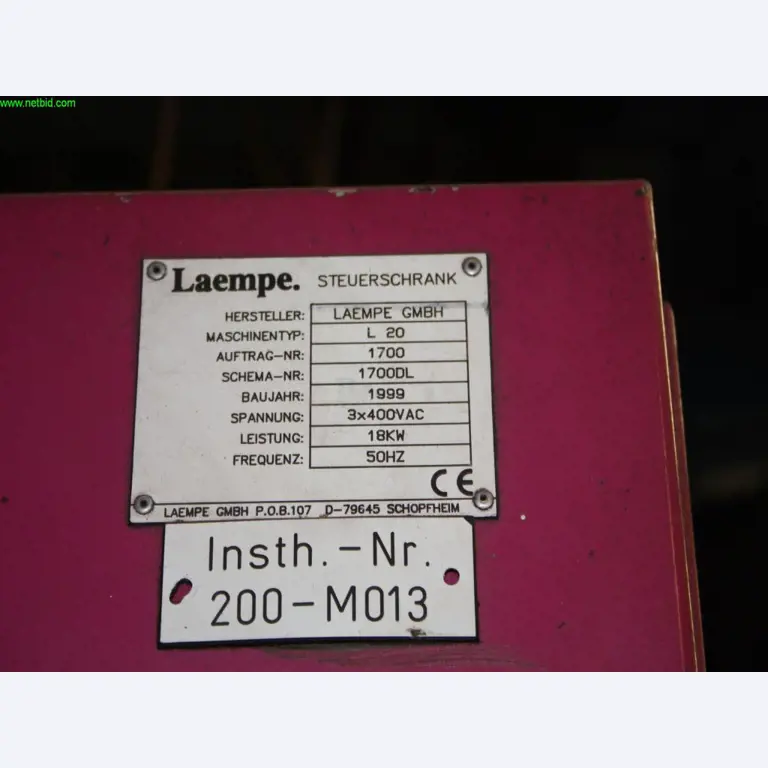 www.netbid.com
Laempe. STEUERSCHRANK
HERSTELLER: LAEMPE GMBH
MASCHINENTYP: L 20
AUFTRAG-NR: 1700
SCHEMA-NR: 1700DL
BAUJAHR: 1999
SPANNUNG: 3x400VAC
LEISTUNG: 18KW
FREQUENZ: 50HZ
CE
LAEMPE GMBH P.O.B.107 D-79645 SCHOPFHEIM
Insth.-Nr.
200-M013